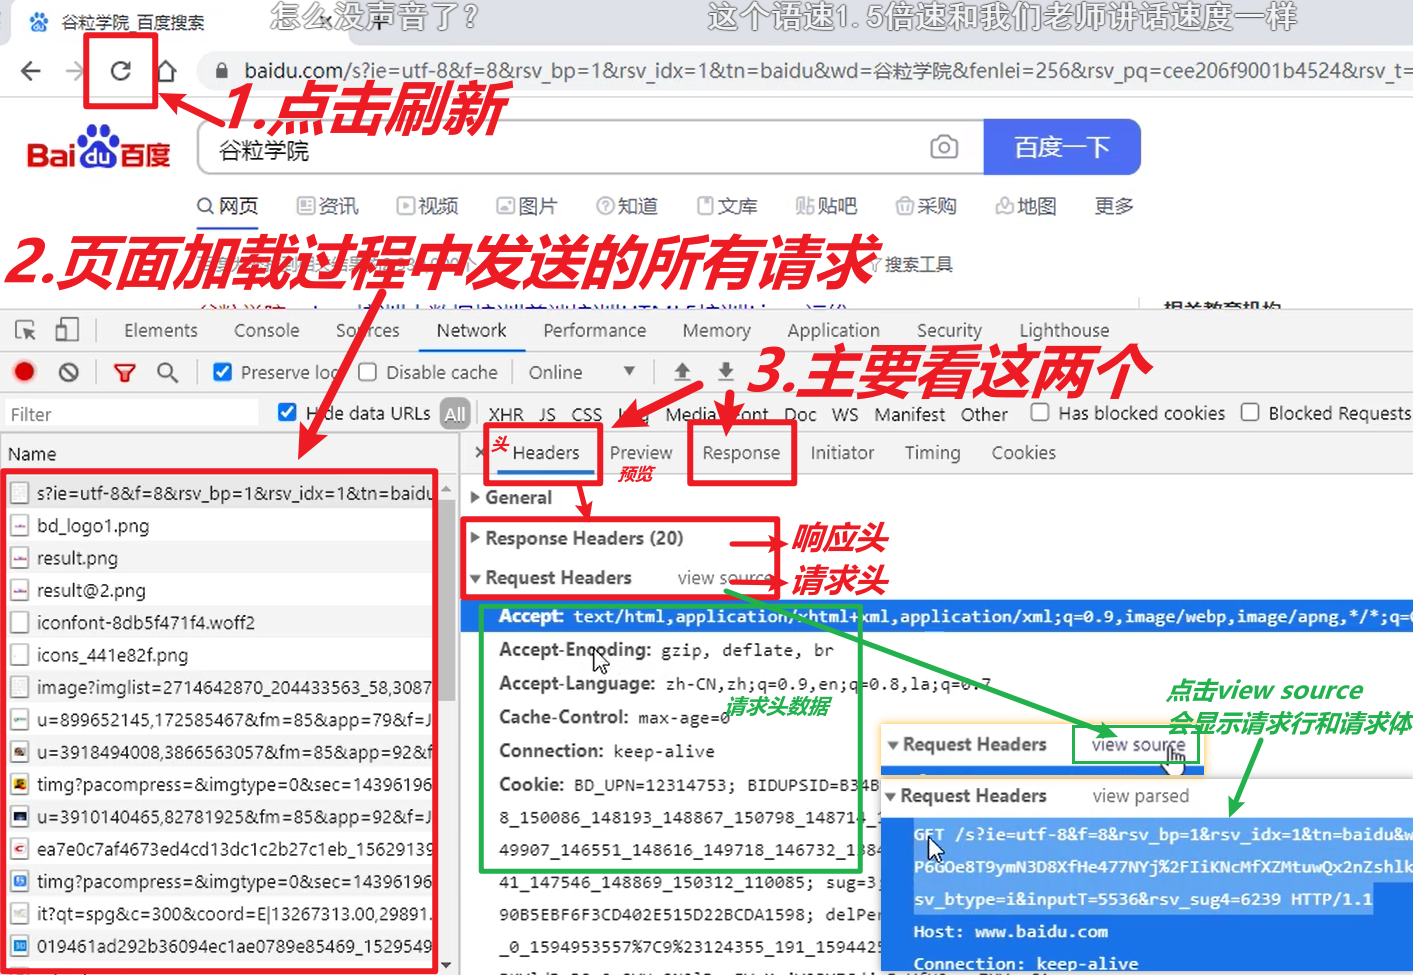 谷粒学院_百度搜索
怎么没声音了?
这个语速1.5倍速和我们老师讲话速度一样
baidu.com/s?ie=utf-8&f=8&rsv_bp=1&rsv_idx=1&tn=baidu&wd=谷粒学院&fenlei=256&rsv_pq=cee206f9001b4524&rsv_t=
1.点击刷新
Bai du 百度
谷粒学院
百度一下
网页 资讯 视频 图片 知道 文库 贴吧 采购 地图 更多
2.页面加载过程中发送的所有请求
搜索工具
相关教育机构
Elements Console Sources Network Performance Memory Application Security Lighthouse
Preserve log Disable cache Online
3.主要看这两个
Filter Hide data URLs All XHR JS CSS Img Media Font Doc WS Manifest Other Has blocked cookies Blocked Requests
Name
头 Headers Preview Response Initiator Timing Cookies
预览
s?ie=utf-8&f=8&rsv_bp=1&rsv_idx=1&tn=baidu
bd_logo1.png
result.png
result@2.png
iconfont-8db5f471f4.woff2
icons_441e82f.png
image?imglist=2714642870_204433563_58,3087
u=899652145,172585467&fm=85&app=79&f=J
u=3918494008,3866563057&fm=85&app=92&f
timg?pacompress=&imgtype=0&sec=14396196
u=3910140465,82781925&fm=85&app=92&f=J
ea7e0c7af4673ed4cd13dc1c2b27c1eb_15629139
timg?pacompress=&imgtype=0&sec=14396196
it?qt=spg&c=300&coord=E|13267313.00,29891.
019461ad292b36094ec1ae0789e85469_1529549
General
Response Headers (20)
响应头
Request Headers view source
请求头
Accept: text/html,application/xhtml+xml,application/xml;q=0.9,image/webp,image/apng,*/*;q=0
Accept-Encoding: gzip, deflate, br
Accept-Language: zh-CN,zh;q=0.9,en;q=0.8,la;q=0.7
请求头数据
Cache-Control: max-age=0
Connection: keep-alive
Cookie: BD_UPN=12314753; BIDUPSID=B34B
8_150086_148193_148867_150798_148714_
49907_146551_148616_149718_146732_1384
41_147546_148869_150312_110085; sug=3;
90B5EBF6F3CD402E515D22BCDA1598; delPer
_0_1594953557%7C9%23124355_191_1594425
点击view source
会显示请求行和请求体
Request Headers view source
Request Headers view parsed
GET /s?ie=utf-8&f=8&rsv_bp=1&rsv_idx=1&tn=baidu&w
P6GOe8T9ymN3D8XfHe477NYj%2FIiKNcMfXZMtuwQx2nZshlk
sv_btype=i&inputT=5536&rsv_sug4=6239 HTTP/1.1
Host: www.baidu.com
Connection: keep-alive